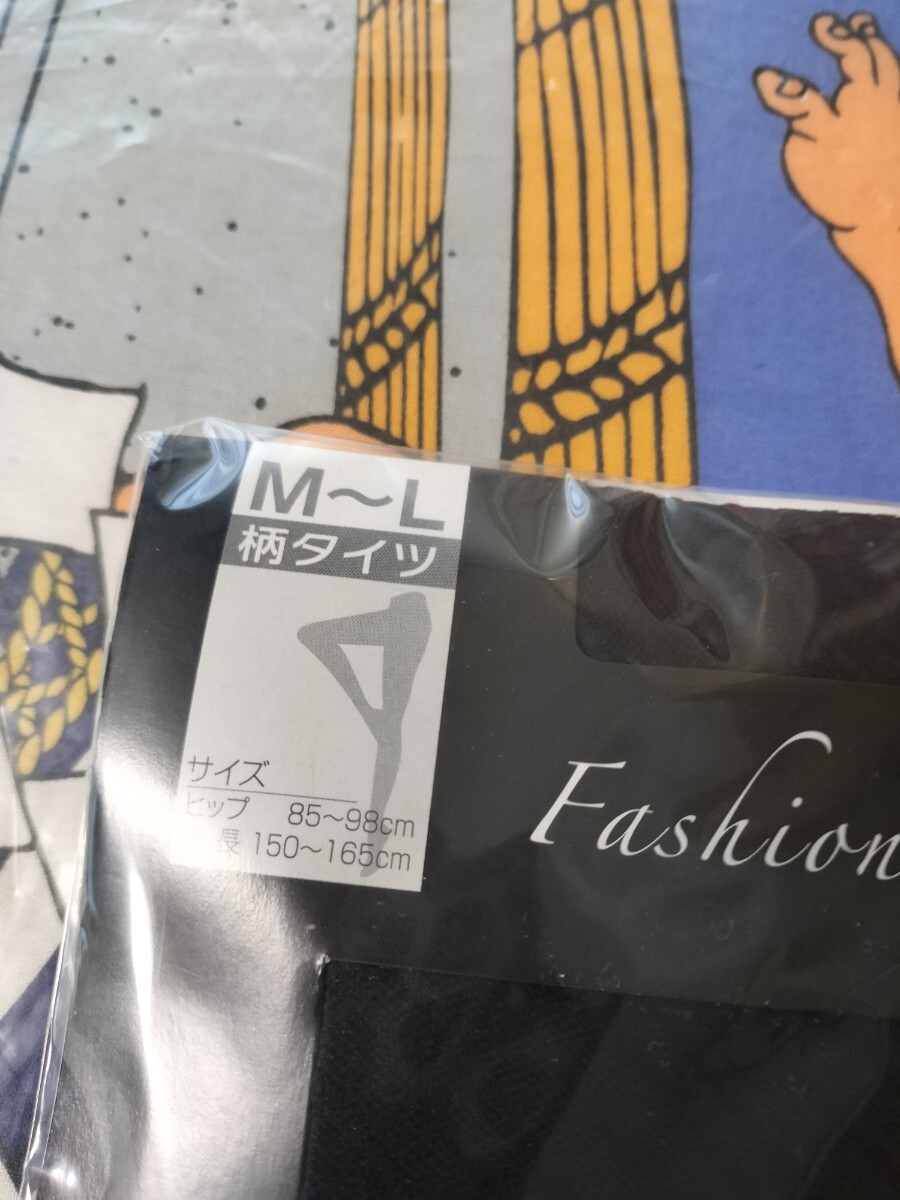 M～L
柄タイツ
サイズ
ヒップ 85～98cm
長 150～165cm
Fashion